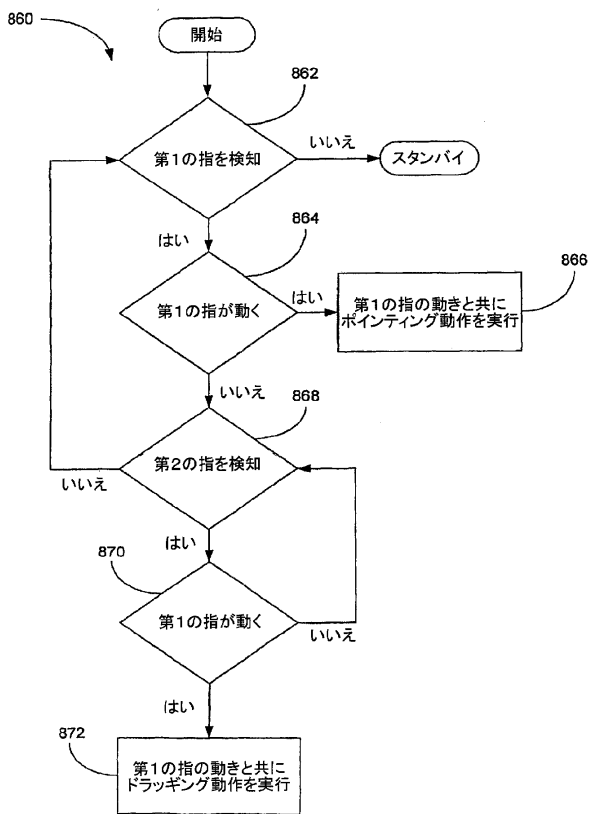 860
開始
862
第1の指を検知
いいえ
スタンバイ
はい
864
第1の指が動く
はい
866
第1の指の動きと共に
ポインティング動作を実行
いいえ
868
第2の指を検知
いいえ
はい
870
第1の指が動く
いいえ
はい
872
第1の指の動きと共に
ドラッギング動作を実行